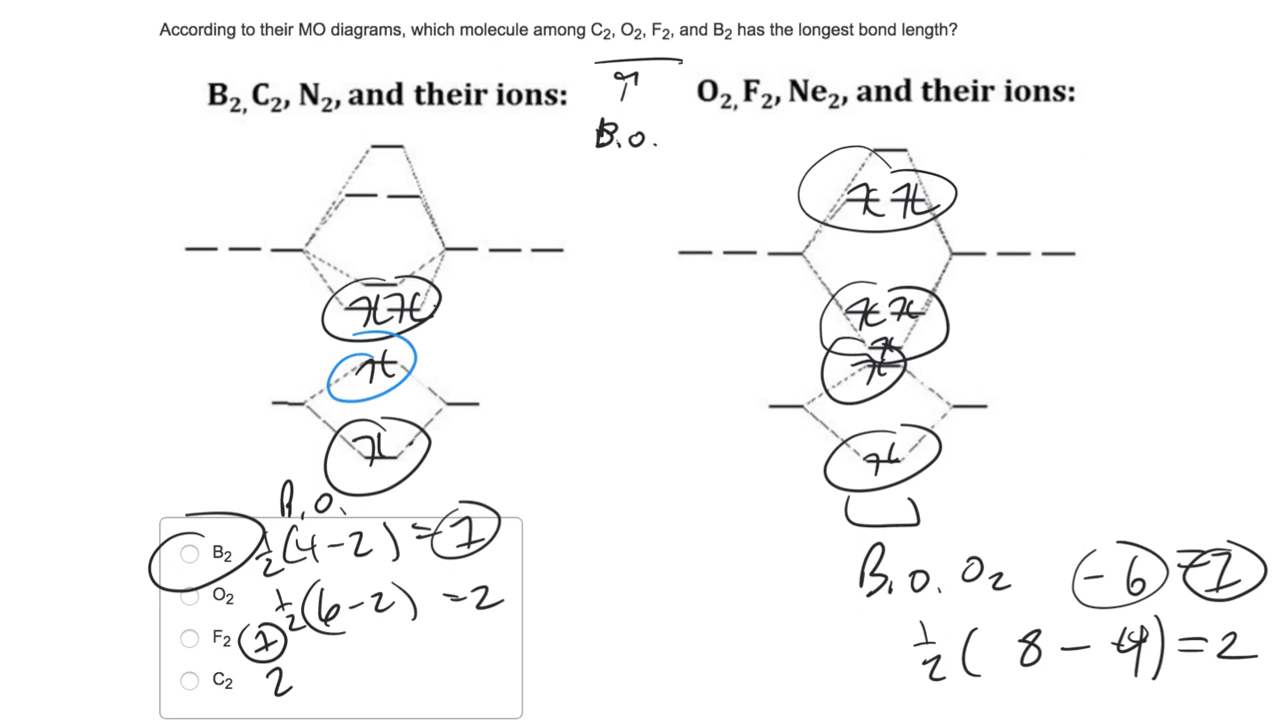 According to their MO diagrams, which molecule among C₂, O₂, F₂, and B₂ has the longest bond length?
B₂, C₂, N₂, and their ions:
B.O.
O₂, F₂, Ne₂, and their ions:
B.O.
B₂ 1/2 (4-2) = 1
O₂ 1/2 (6-2) = 2
F₂ 1
C₂ 2
B.O. O₂ -6 = 1
1/2 ( 8 - 4) = 2